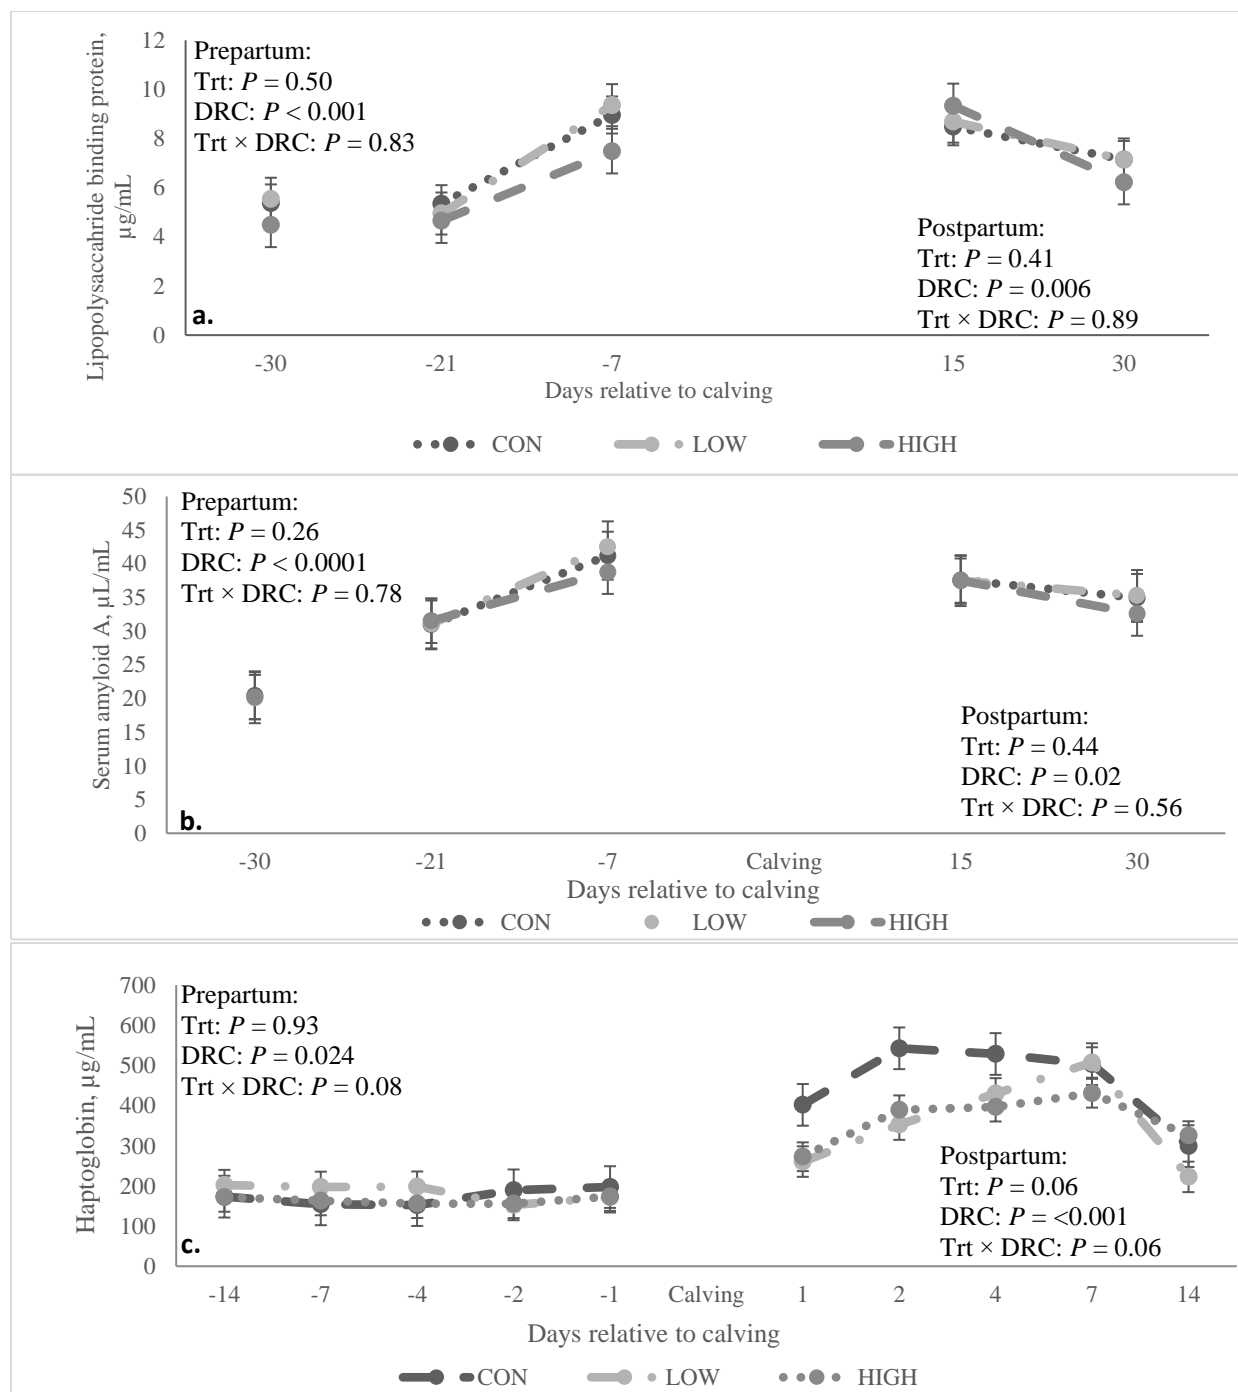 Lipopolysaccahride binding protein,
µg/mL
12
10
8
6
4
2
0
Prepartum:
Trt: P = 0.50
DRC: P < 0.001
Trt × DRC: P = 0.83
Postpartum:
Trt: P = 0.41
DRC: P = 0.006
Trt × DRC: P = 0.89
a.
-30 -21 -7 15 30
Days relative to calving
CON LOW HIGH
Serum amyloid A, µL/mL
50
45
40
35
30
25
20
15
10
5
0
Prepartum:
Trt: P = 0.26
DRC: P < 0.0001
Trt × DRC: P = 0.78
Postpartum:
Trt: P = 0.44
DRC: P = 0.02
Trt × DRC: P = 0.56
b.
-30 -21 -7 Calving 15 30
Days relative to calving
CON LOW HIGH
Haptoglobin, µg/mL
700
600
500
400
300
200
100
0
Prepartum:
Trt: P = 0.93
DRC: P = 0.024
Trt × DRC: P = 0.08
Postpartum:
Trt: P = 0.06
DRC: P = <0.001
Trt × DRC: P = 0.06
c.
-14 -7 -4 -2 -1 Calving 1 2 4 7 14
Days relative to calving
CON LOW HIGH